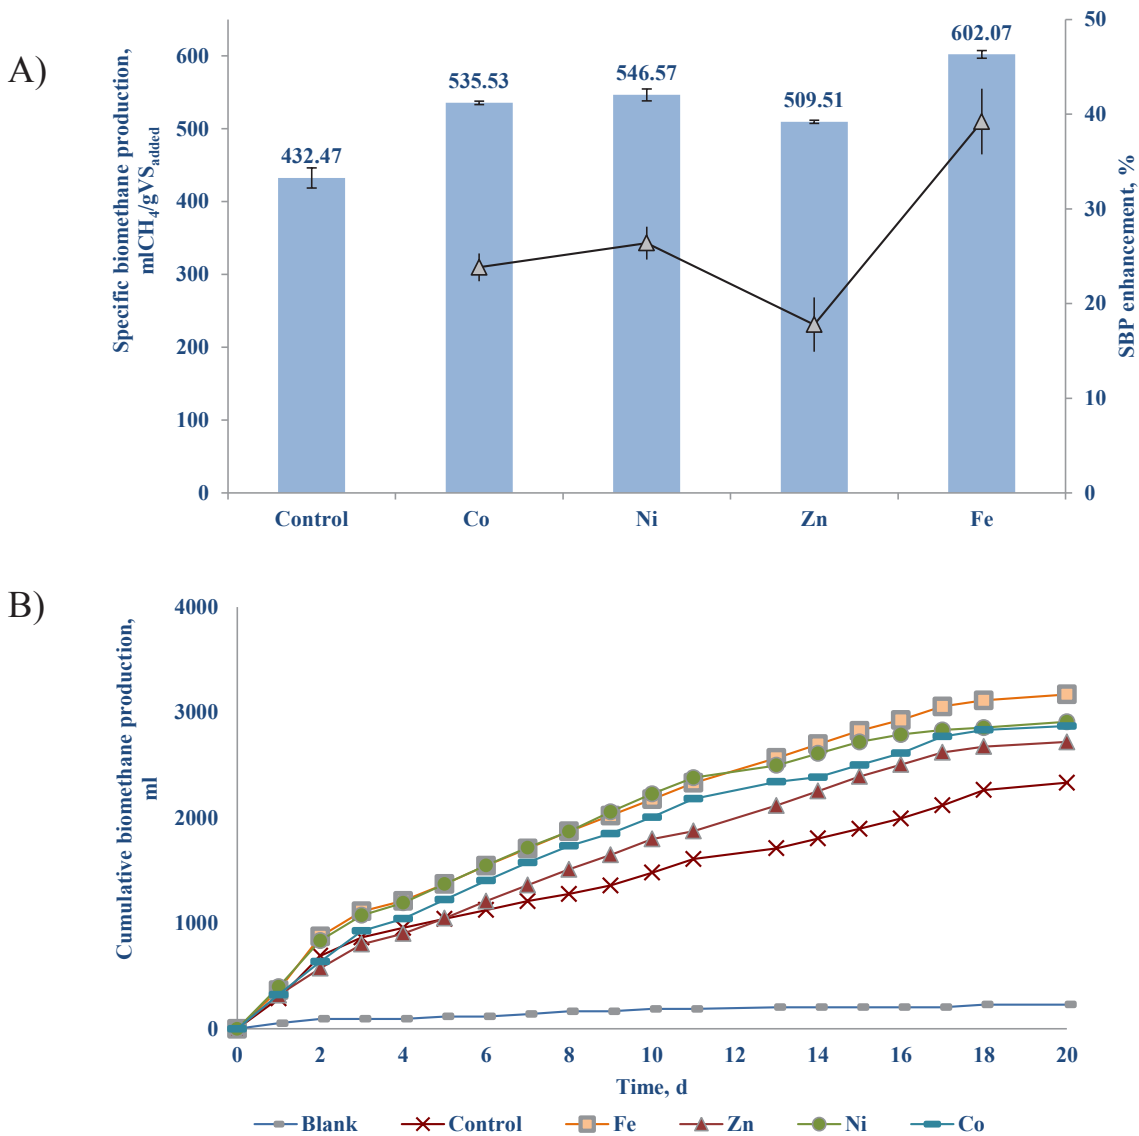 A)
Specific biomethane production,
mlCH₄/gVS_added
600
500
400
300
200
100
0
432.47
535.53
546.57
509.51
602.07
50
40
30
20
10
0
SBP enhancement, %
Control Co Ni Zn Fe
B)
Cumulative biomethane production,
ml
4000
3000
2000
1000
0
0 2 4 6 8 10 12 14 16 18 20
Time, d
Blank Control Fe Zn Ni Co